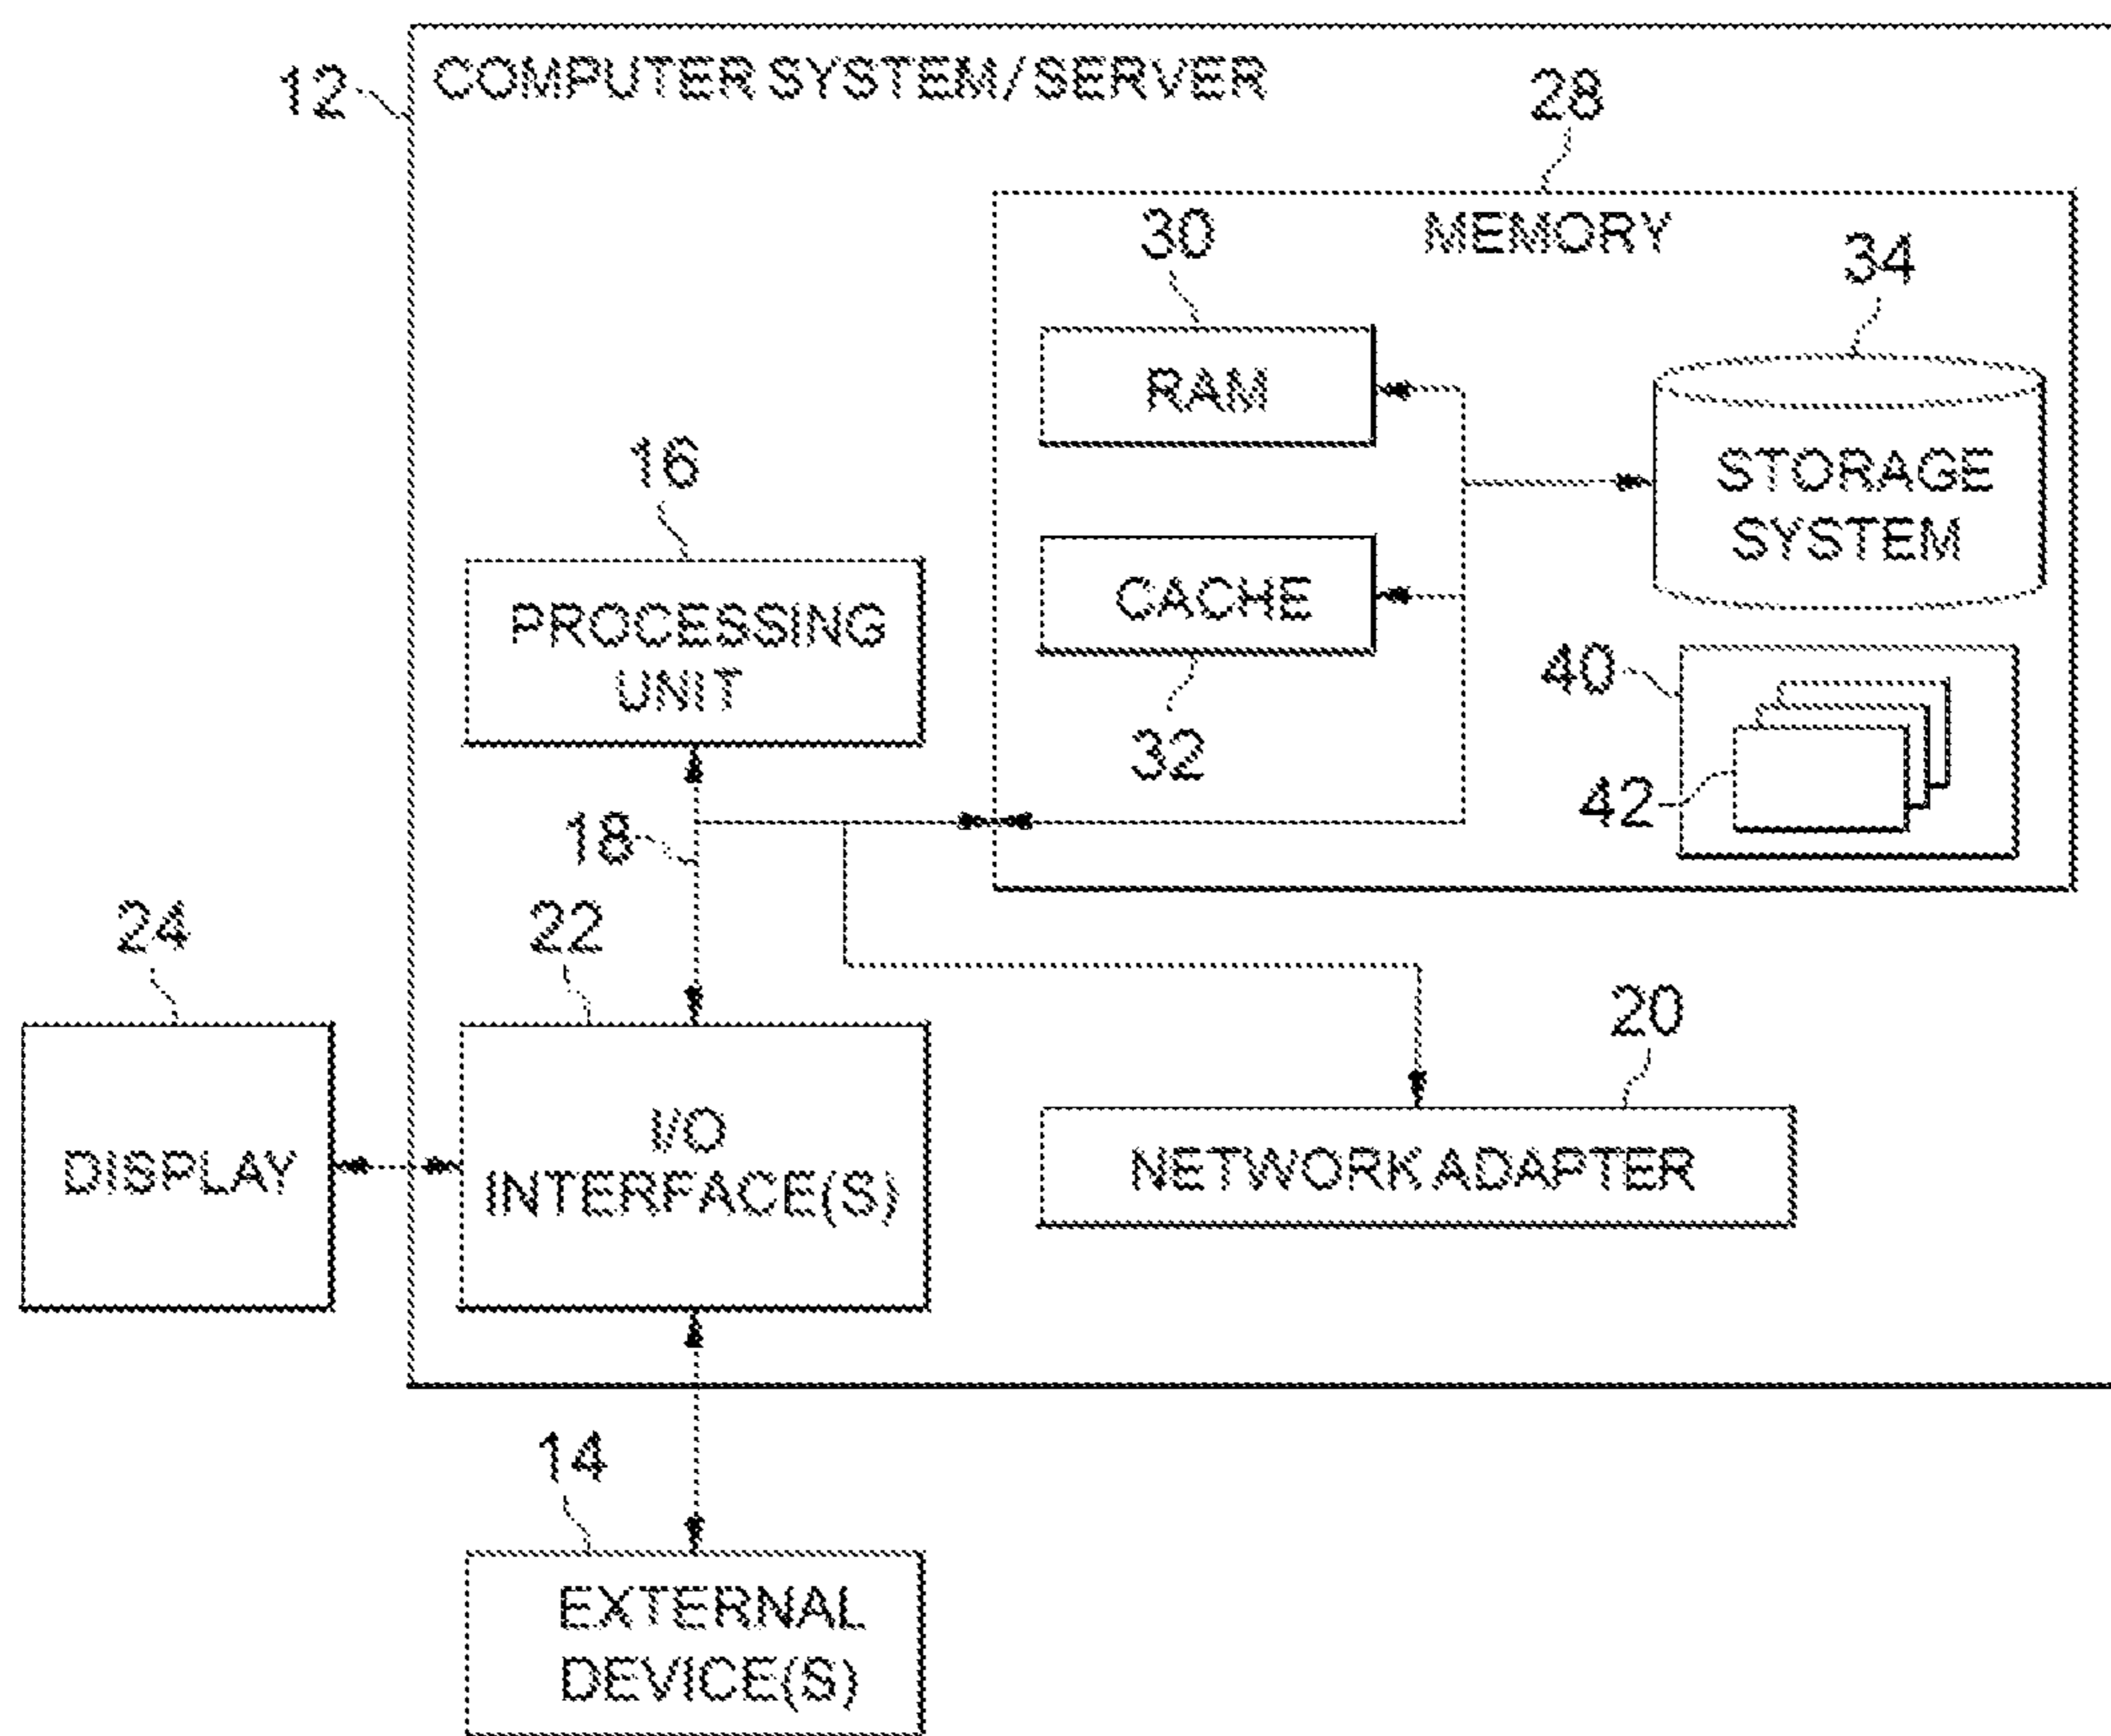 12
COMPUTER SYSTEM/SERVER
28
MEMORY
30
34
RAM
STORAGE
SYSTEM
16
CACHE
PROCESSING
UNIT
32
40
42
18
24
22
20
DISPLAY
I/O
INTERFACE(S)
NETWORK ADAPTER
14
EXTERNAL
DEVICE(S)